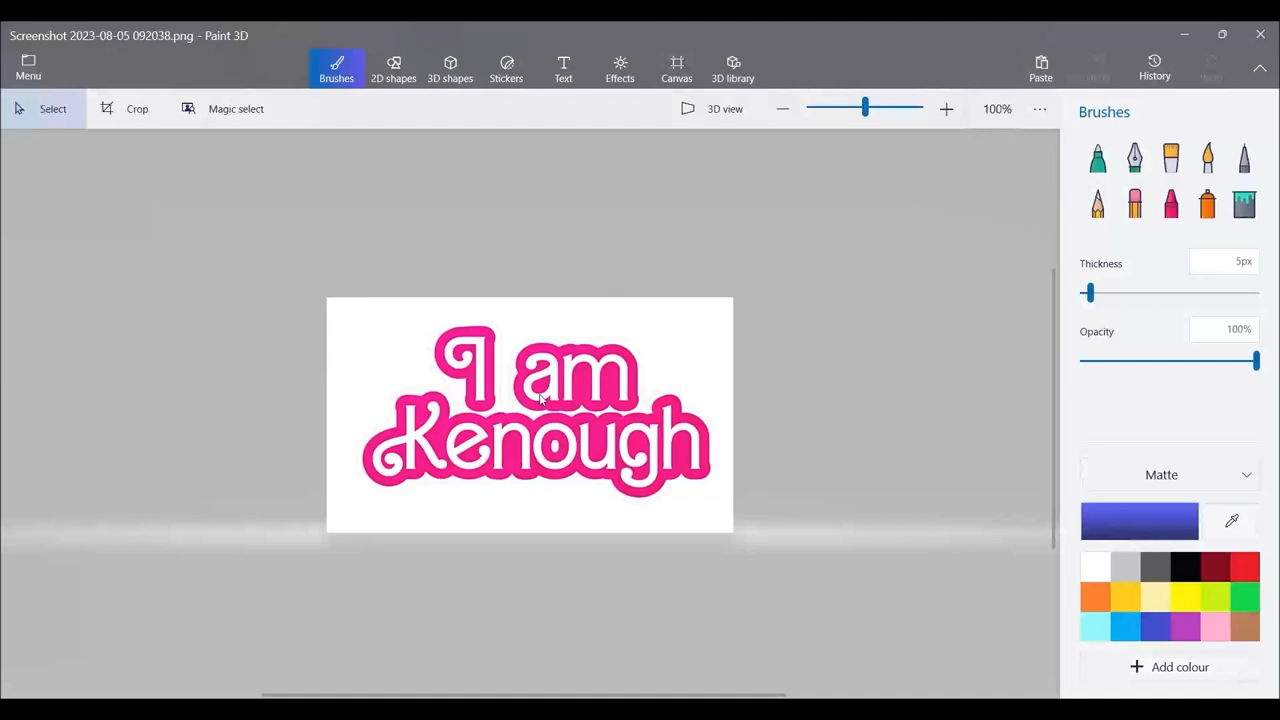 Screenshot 2023-08-05 092038.png - Paint 3D
Menu
Brushes
2D shapes
3D shapes
Stickers
Text
Effects
Canvas
3D library
Paste
History
Select
Crop
Magic select
3D view
100%
Brushes
Thickness
5px
Opacity
100%
I am
Kenough
Matte
Add colour